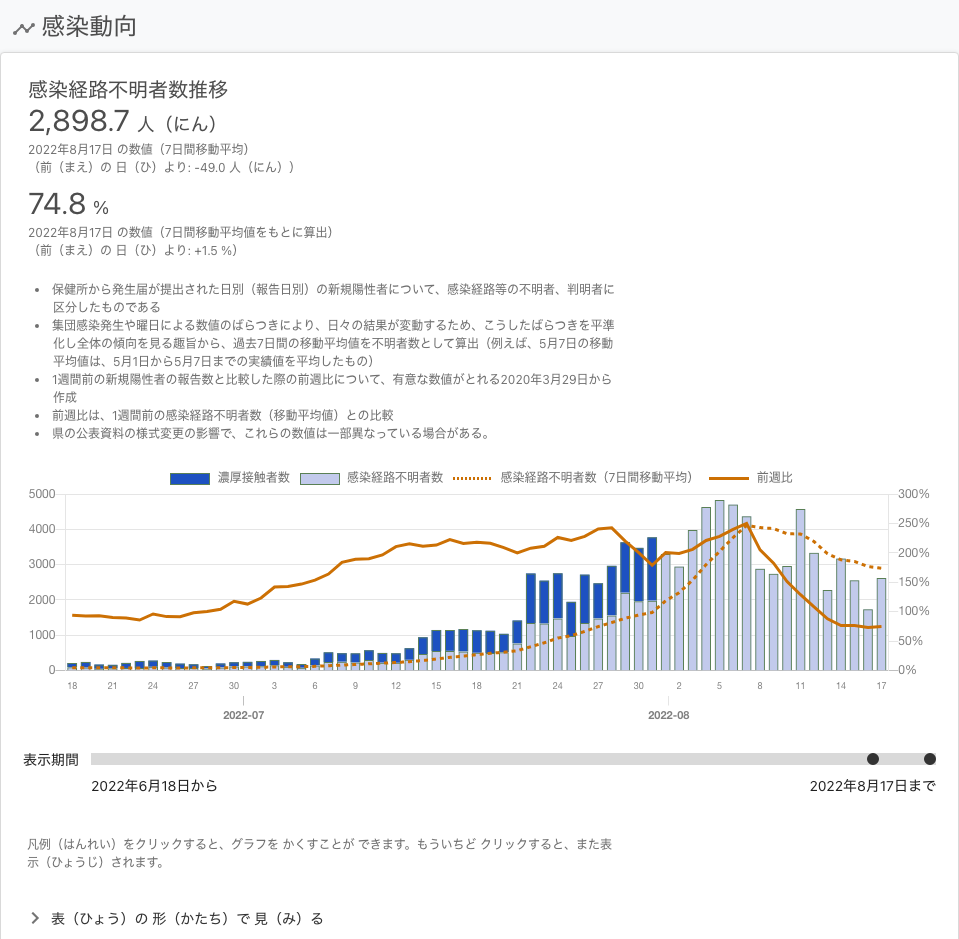 感染動向
感染経路不明者数推移
2,898.7 人（にん）
2022年8月17日 の数値（7日間移動平均）
（前（まえ）の 日（ひ）より: -49.0 人（にん））
74.8 %
2022年8月17日 の数値（7日間移動平均値をもとに算出）
（前（まえ）の 日（ひ）より: +1.5 %）
• 保健所から発生届が提出された日別（報告日別）の新規陽性者について、感染経路等の不明者、判明者に
区分したものである
• 集団感染発生や曜日による数値のばらつきにより、日々の結果が変動するため、こうしたばらつきを平準
化し全体の傾向を見る趣旨から、過去7日間の移動平均値を不明者数として算出（例えば、5月7日の移動
平均値は、5月1日から5月7日までの実績値を平均したもの）
• 1週間前の新規陽性者の報告数と比較した際の前週比について、有意な数値がとれる2020年3月29日から
作成
• 前週比は、1週間前の感染経路不明者数（移動平均値）との比較
• 県の公表資料の様式変更の影響で、これらの数値は一部異なっている場合がある。
濃厚接触者数 感染経路不明者数 感染経路不明者数（7日間移動平均） 前週比
5000 300%
250%
4000
200%
3000
150%
2000
100%
1000
50%
0 0%
18 21 24 27 30 3 6 9 12 15 18 21 24 27 30 2 5 8 11 14 17
2022-07 2022-08
表示期間
2022年6月18日から 2022年8月17日まで
凡例（はんれい）をクリックすると、グラフを かくすことが できます。もういちど クリックすると、また表
示（ひょうじ）されます。
表（ひょう）の 形（かたち）で 見（み）る